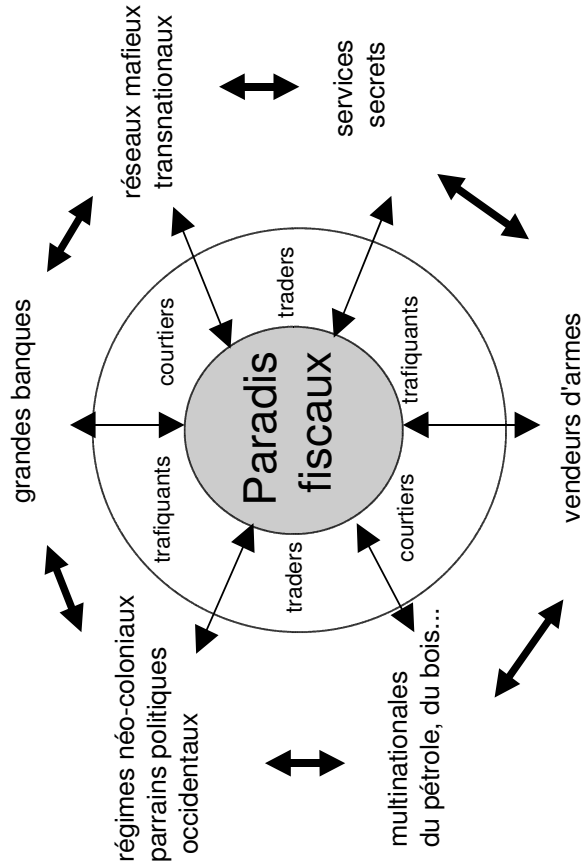 grandes banques
régimes néo-coloniaux
parrains politiques
occidentaux
réseaux mafieux
transnationaux
trafiquants
courtiers
traders
Paradis
fiscaux
traders
services
secrets
multinationales
du pétrole, du bois...
courtiers
trafiquants
vendeurs d'armes